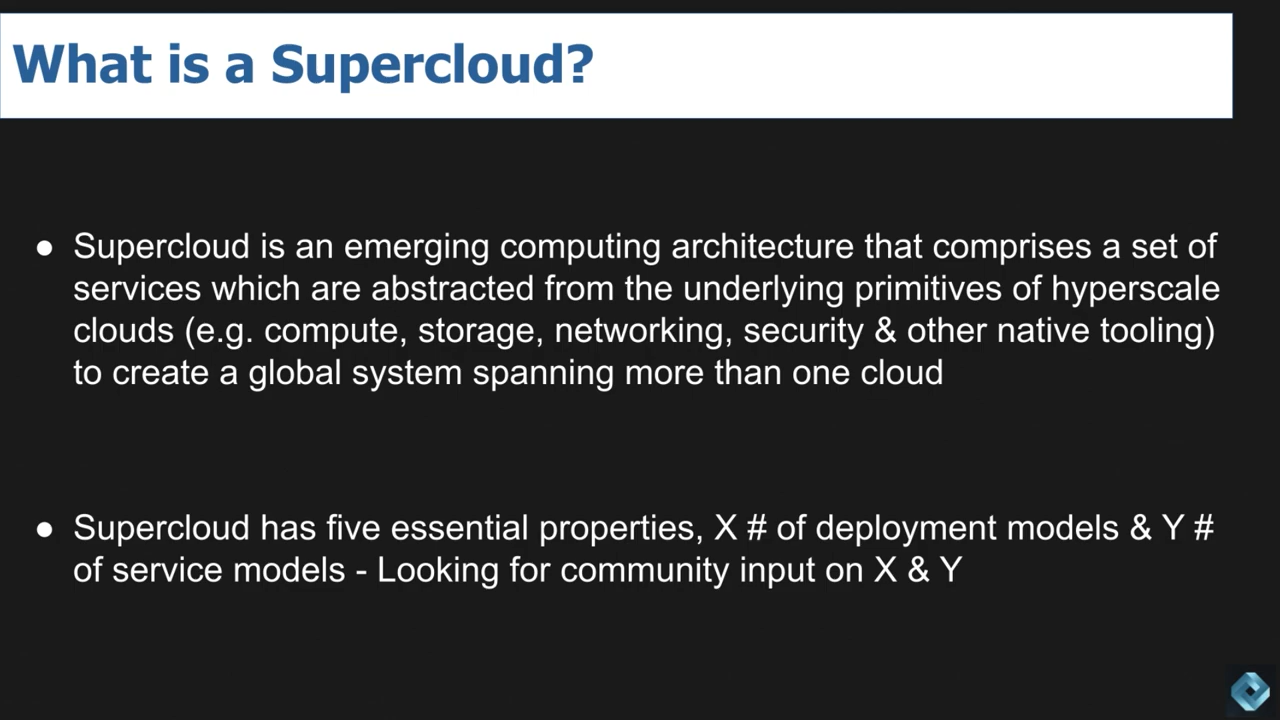 What is a Supercloud?
● Supercloud is an emerging computing architecture that comprises a set of
services which are abstracted from the underlying primitives of hyperscale
clouds (e.g. compute, storage, networking, security & other native tooling)
to create a global system spanning more than one cloud
● Supercloud has five essential properties, X # of deployment models & Y #
of service models - Looking for community input on X & Y